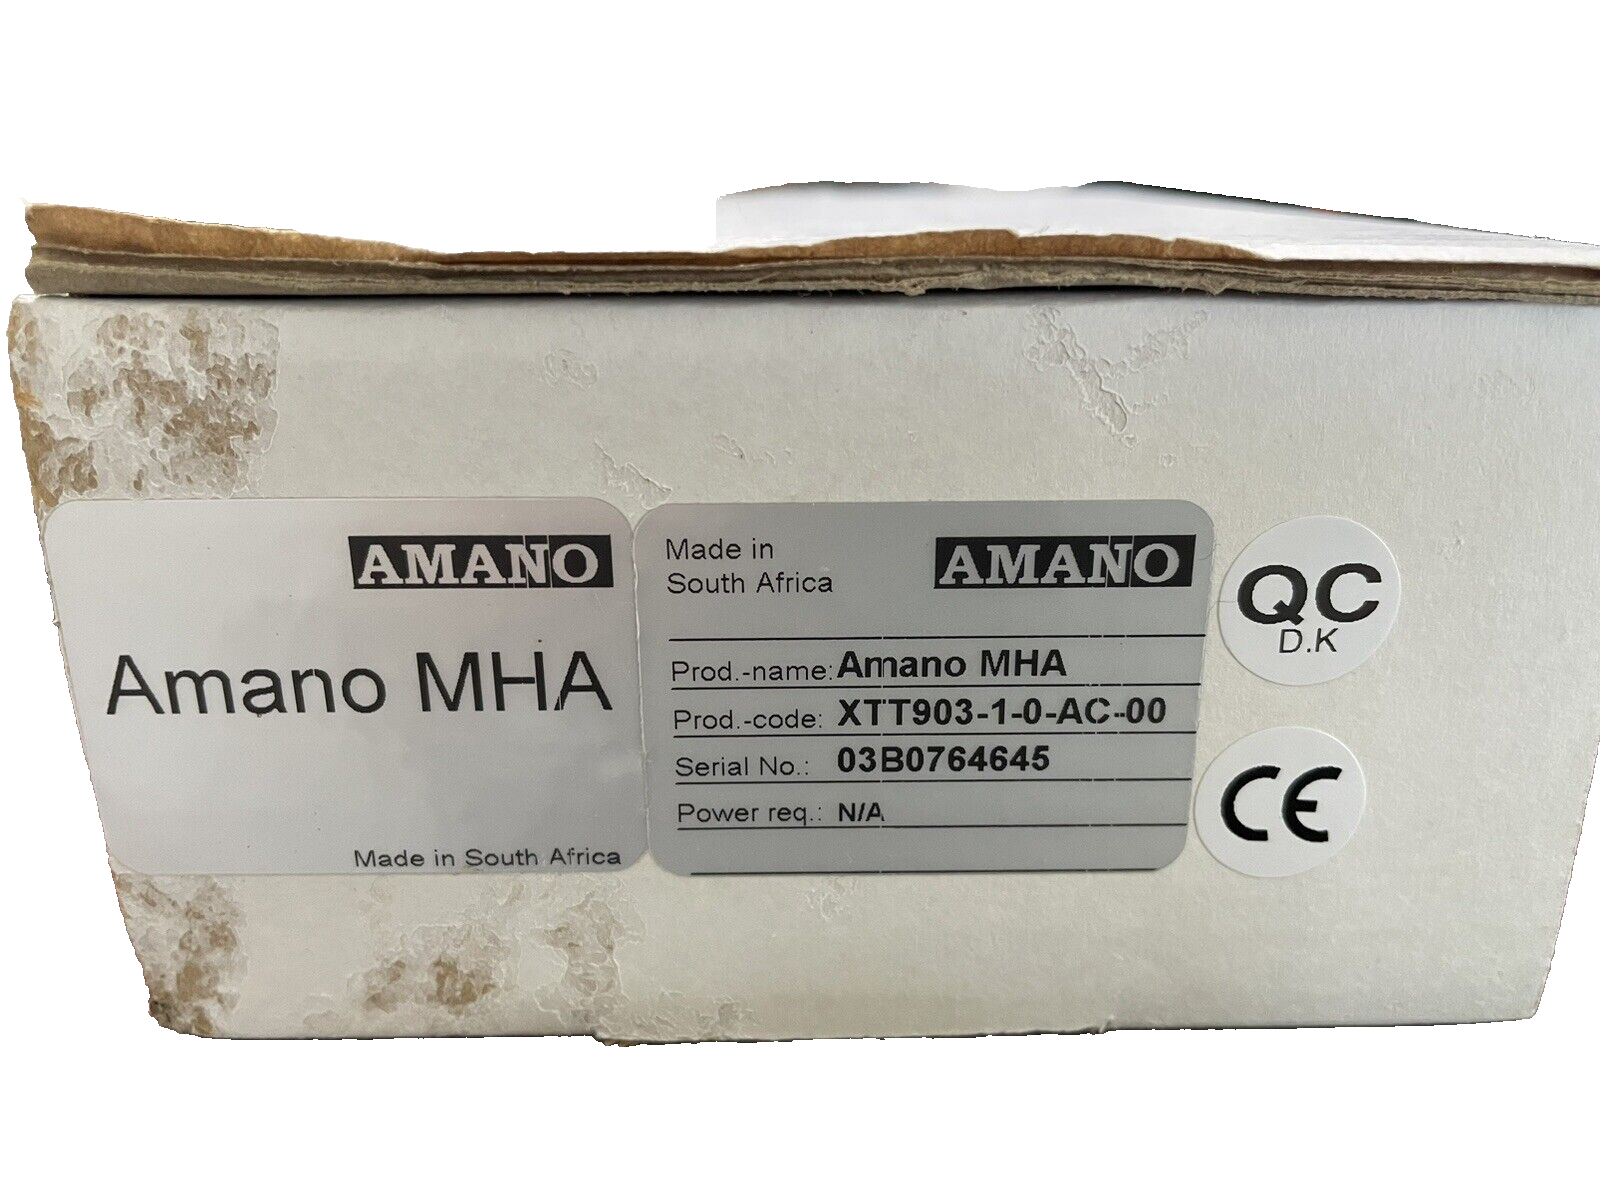 AMANO
Amano MHA
Made in South Africa
Made in
South Africa
AMANO
Prod.-name: Amano MHA
Prod.-code: XTT903-1-0-AC-00
Serial No.: 03B0764645
Power req.: N/A
QC
D.K
CE